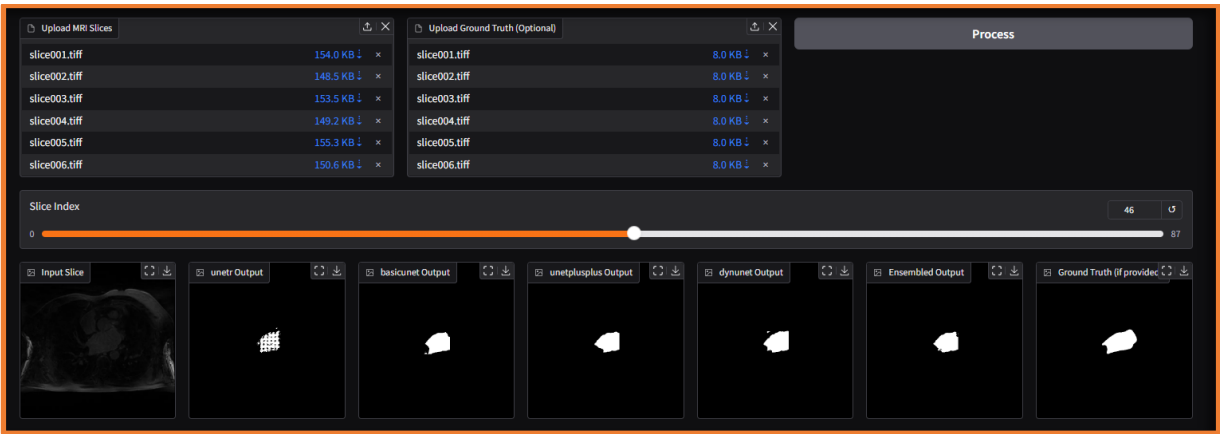 Upload MRI Slices
slice001.tiff 154.0 KB↓ ×
slice002.tiff 148.5 KB↓ ×
slice003.tiff 153.5 KB↓ ×
slice004.tiff 149.2 KB↓ ×
slice005.tiff 155.3 KB↓ ×
slice006.tiff 150.6 KB↓ ×
Upload Ground Truth (Optional)
slice001.tiff 8.0 KB↓ ×
slice002.tiff 8.0 KB↓ ×
slice003.tiff 8.0 KB↓ ×
slice004.tiff 8.0 KB↓ ×
slice005.tiff 8.0 KB↓ ×
slice006.tiff 8.0 KB↓ ×
Process
Slice Index
46
0 87
Input Slice
unetr Output
basicunet Output
unetplusplus Output
dynunet Output
Ensembled Output
Ground Truth (if provided